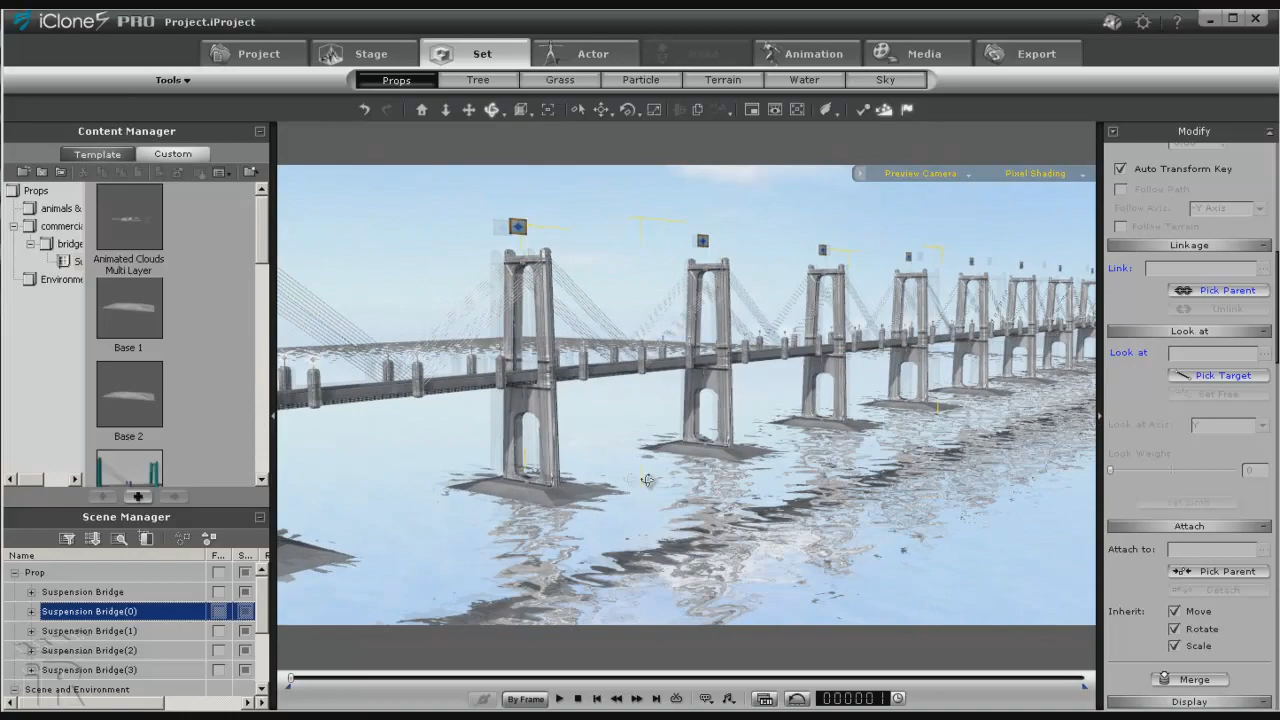 iClone5 PRO Project.iProject
Project Stage Set Actor Animation Media Export
Tools Props Tree Grass Particle Terrain Water Sky
Content Manager
Template Custom
Props
animals &
commercia
bridge
Su
Environme
Animated Clouds
Multi Layer
Base 1
Base 2
Preview Camera Pixel Shading
Modify
Auto Transform Key
Follow Path
Follow Axis: -Y Axis
Follow Terrain
Linkage
Link:
Pick Parent
Unlink
Look at
Look at
Pick Target
Set Free
Look at Axis: Y
Look Weight
0
Attach
Attach to:
Pick Parent
Detach
Inherit: Move
Rotate
Scale
Merge
Display
Scene Manager
Name F... S... R
Prop
Suspension Bridge
Suspension Bridge(0)
Suspension Bridge(1)
Suspension Bridge(2)
Suspension Bridge(3)
Scene and Environment
By Frame 000001